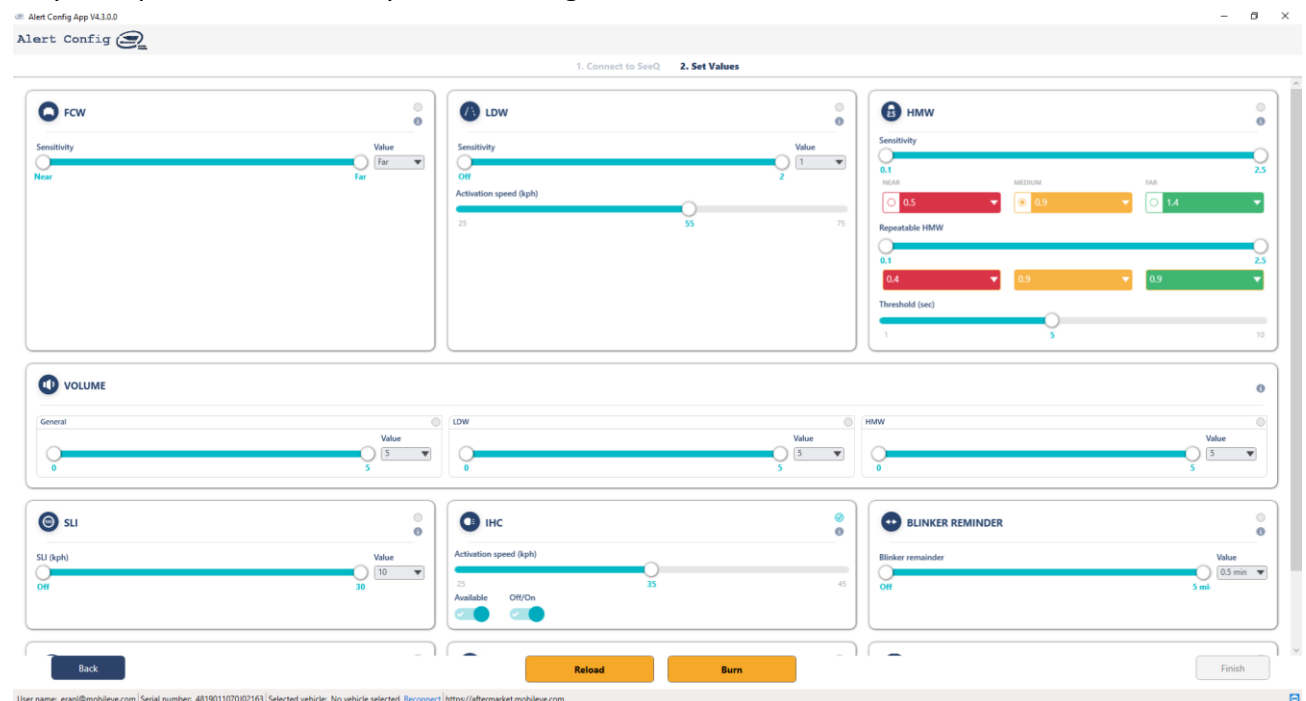 Alert Config App V4.3.0.0
Alert Config
1. Connect to SeeQ 2. Set Values
FCW
Sensitivity Value
Far
Near Far
LDW
Sensitivity Value
1
Off 2
Activation speed (kph)
25 55 75
HMW
Sensitivity
0.1 2.5
NEAR MEDIUM FAR
0.5 0.9 1.4
Repeatable HMW
0.1 2.5
0.4 0.9 0.9
Threshold (sec)
1 5 10
VOLUME
General
Value
5
0 5
LDW
Value
5
0 5
HMW
Value
5
0 5
SLI
SLI (kph) Value
10
Off 30
IHC
Activation speed (kph)
25 35 45
Available Off/On
BLINKER REMINDER
Blinker remainder Value
0.5 min
Off 5 mi
Back Reload Burn Finish
User name: eranl@mobileye.com Serial number: 4819011070J02163 Selected vehicle: No vehicle selected Reconnect https://aftermarket.mobileye.com